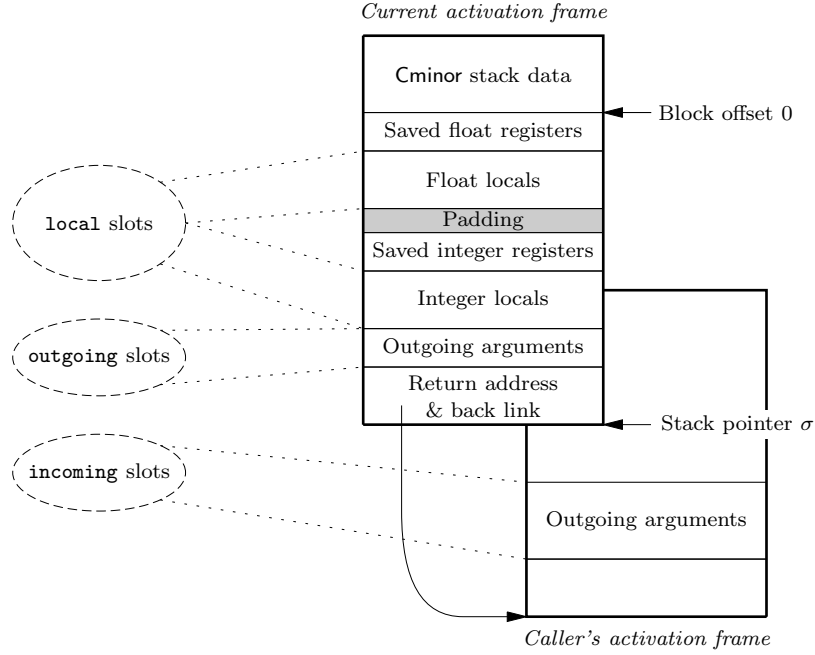 Current activation frame
Cminor stack data
Block offset 0
Saved float registers
Float locals
local slots
Padding
Saved integer registers
Integer locals
outgoing slots
Outgoing arguments
Return address
& back link
Stack pointer σ
incoming slots
Outgoing arguments
Caller's activation frame